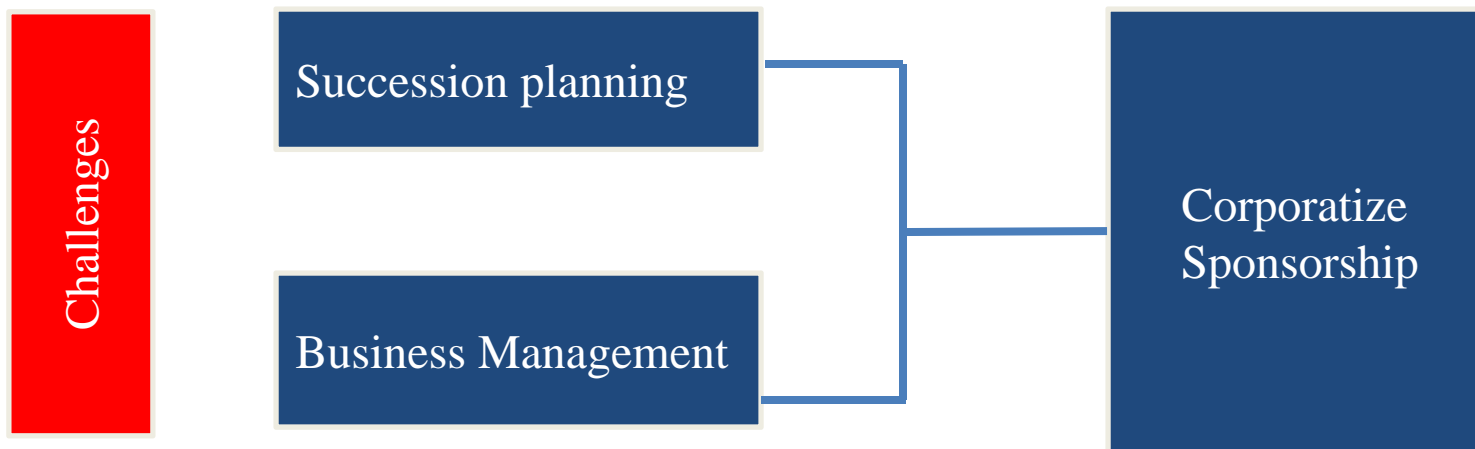 Challenges
Succession planning
Business Management
Corporatize
Sponsorship